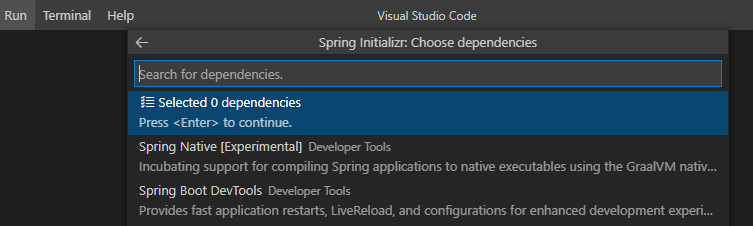 Run Terminal Help Visual Studio Code
Spring Initializr: Choose dependencies
Search for dependencies.
Selected 0 dependencies
Press <Enter> to continue.
Spring Native [Experimental] Developer Tools
Incubating support for compiling Spring applications to native executables using the GraalVM nativ...
Spring Boot DevTools Developer Tools
Provides fast application restarts, LiveReload, and configurations for enhanced development experi...